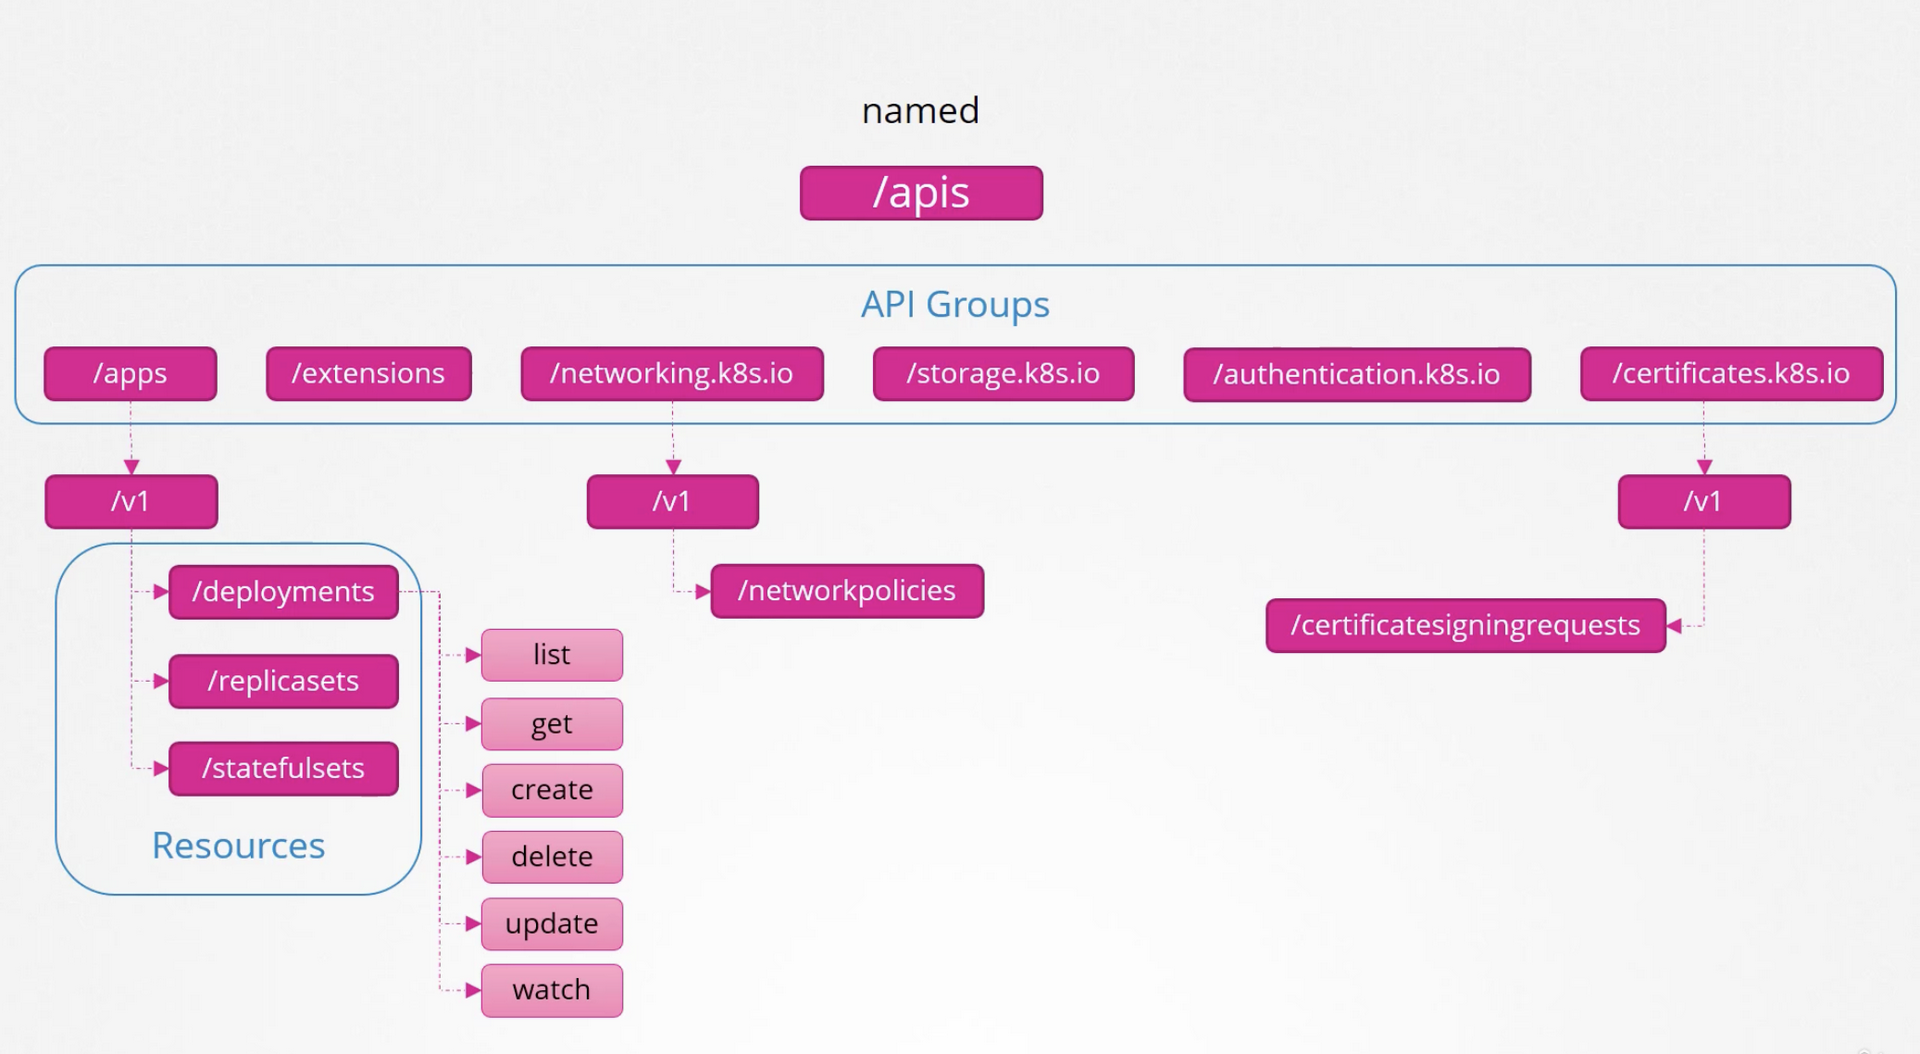 named
/apis
API Groups
/apps
/extensions
/networking.k8s.io
/storage.k8s.io
/authentication.k8s.io
/certificates.k8s.io
/v1
/v1
/v1
/deployments
/replicasets
/statefulsets
Resources
list
get
create
delete
update
watch
/networkpolicies
/certificatesigningrequests